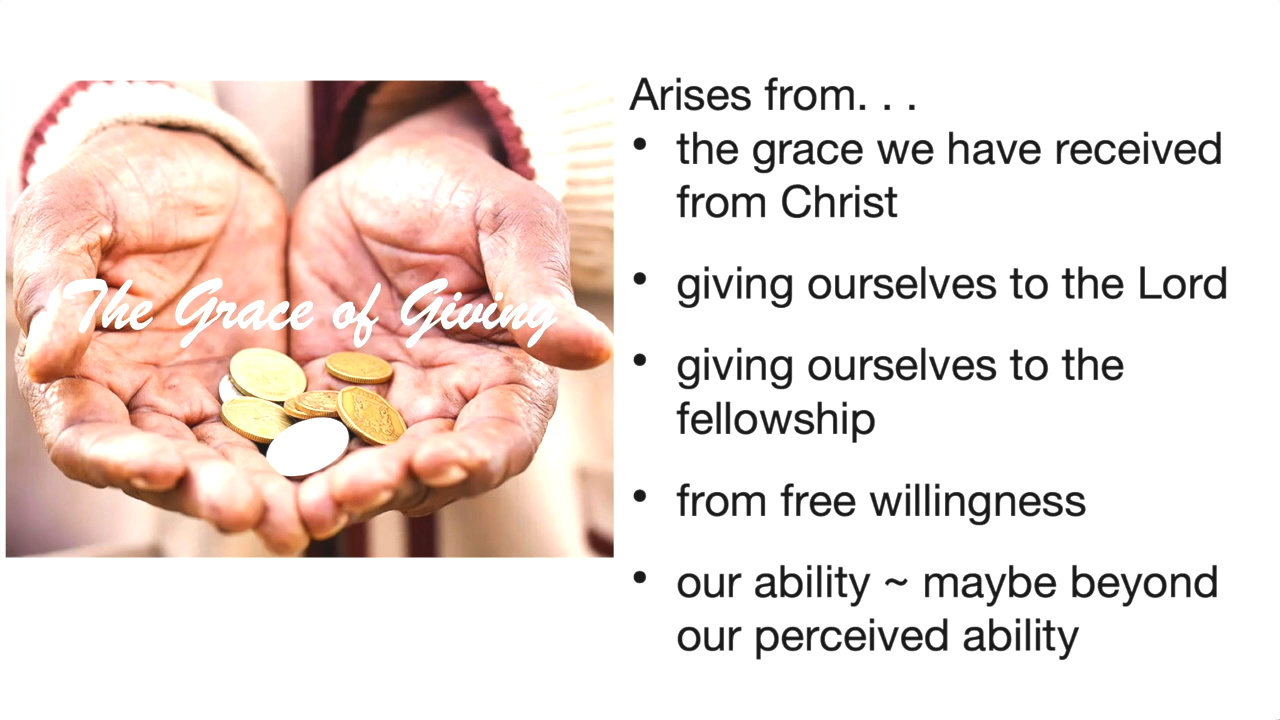 The Grace of Giving
Arises from. . .
• the grace we have received
from Christ
• giving ourselves to the Lord
• giving ourselves to the
fellowship
• from free willingness
• our ability ~ maybe beyond
our perceived ability